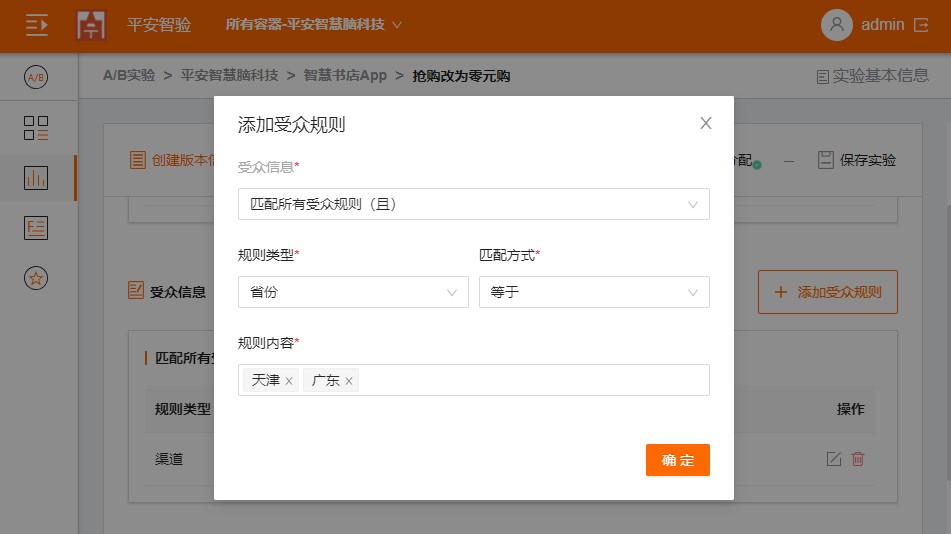 平安智验
所有容器-平安智慧脑科技
admin
A/B
A/B实验 > 平安智慧脑科技 > 智慧书店App > 抢购改为零元购
实验基本信息
创建版本信
分配
保存实验
添加受众规则
受众信息*
匹配所有受众规则（且）
规则类型*
匹配方式*
省份
等于
规则内容*
天津 ×
广东 ×
确 定
受众信息
+ 添加受众规则
匹配所有受
规则类型
操作
渠道